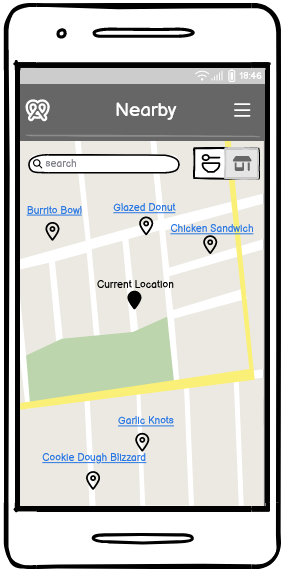 18:46
Nearby
search
Burrito Bowl
Glazed Donut
Chicken Sandwich
Current Location
Garlic Knots
Cookie Dough Blizzard